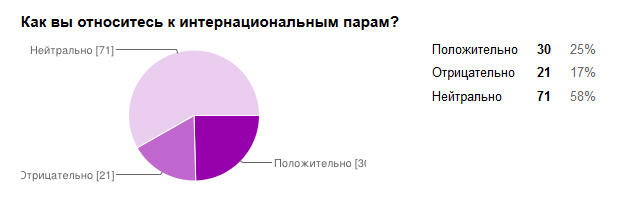 Как вы относитесь к интернациональным парам?
Нейтрально [71]
Отрицательно [21]
Положительно [30
Положительно 30 25%
Отрицательно 21 17%
Нейтрально 71 58%